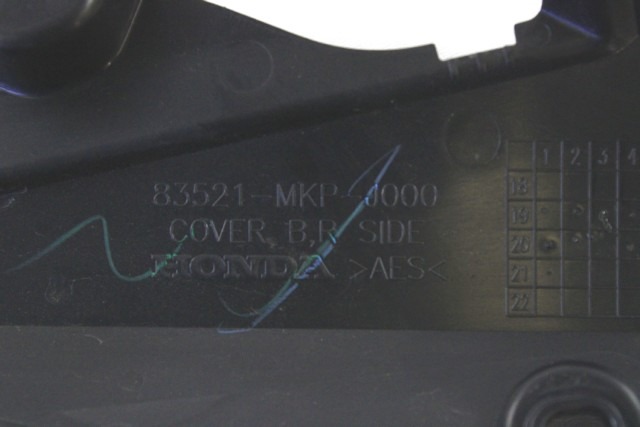 83521-MKP-J000
COVER,B,R SIDE
HONDA >AES<
1 2 3 4
18
19
20
21
22